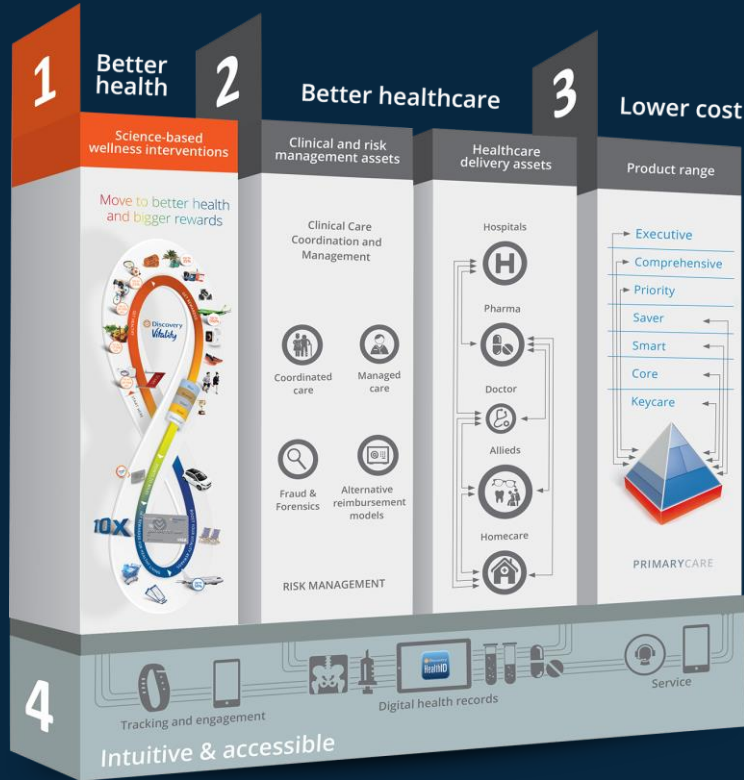 1
Better
health
2
Better healthcare
3
Lower cost
Science-based
wellness interventions
Move to better health
and bigger rewards
Discovery
Vitality
10X
Clinical and risk
management assets
Clinical Care
Coordination and
Management
Coordinated
care
Managed
care
Fraud &
Forensics
Alternative
reimbursement
models
RISK MANAGEMENT
Healthcare
delivery assets
Hospitals
H
Pharma
Doctor
Allieds
Homecare
Product range
Executive
Comprehensive
Priority
Saver
Smart
Core
Keycare
PRIMARYCARE
4
Tracking and engagement
Discovery
HealthID
Digital health records
Service
Intuitive & accessible